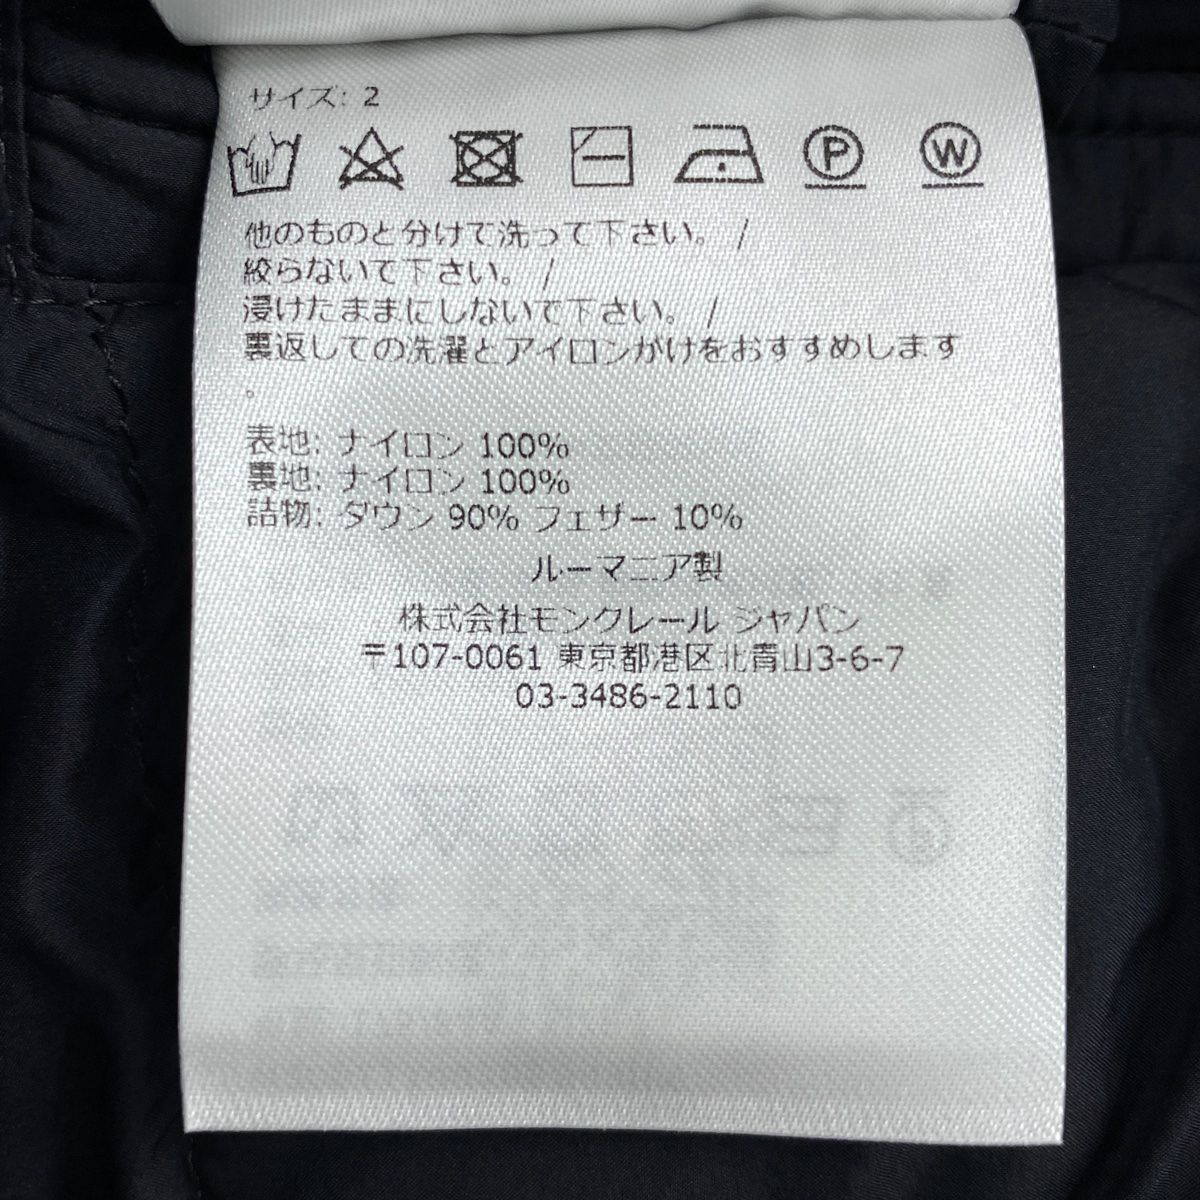 サイズ: 2
P W
他のものと分けて洗って下さい。 /
絞らないで下さい。 /
浸けたままにしないで下さい。 /
裏返しての洗濯とアイロンがけをおすすめします
。
表地: ナイロン 100%
裏地: ナイロン 100%
詰物: ダウン 90% フェザー 10%
ルーマニア製
株式会社モンクレール ジャパン
〒107-0061 東京都港区北青山3-6-7
03-3486-2110